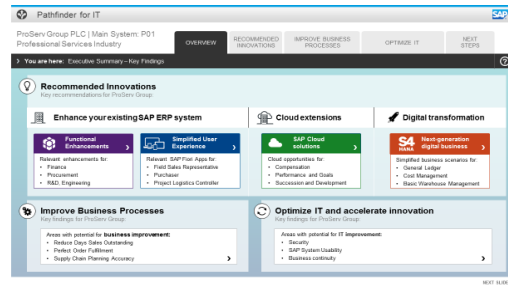 Pathfinder for IT
SAP
ProServ Group PLC | Main System: P01
Professional Services Industry
OVERVIEW
RECOMMENDED
INNOVATIONS
IMPROVE BUSINESS
PROCESSES
OPTIMIZE IT
NEXT
STEPS
> You are here: Executive Summary – Key Findings
Recommended Innovations
Key recommendations for ProServ Group:
Enhance your existing SAP ERP system
Cloud extensions
Digital transformation
Functional
Enhancements
Relevant enhancements for:
• Finance
• Procurement
• R&D, Engineering
Simplified User
Experience
Relevant SAP Fiori Apps for:
• Field Sales Representative
• Purchaser
• Project Logistics Controller
SAP Cloud
solutions
Cloud opportunities for:
• Compensation
• Performance and Goals
• Succession and Development
S4
HANA
Next-generation
digital business
Simplified business scenarios for:
• General Ledger
• Cost Management
• Basic Warehouse Management
Improve Business Processes
Key findings for ProServ Group:
Areas with potential for business improvement:
• Reduce Days Sales Outstanding
• Perfect Order Fulfillment
• Supply Chain Planning Accuracy
Optimize IT and accelerate innovation
Key findings for ProServ Group:
Areas with potential for IT improvement:
• Security
• SAP System Usability
• Business continuity
NEXT SLIDE